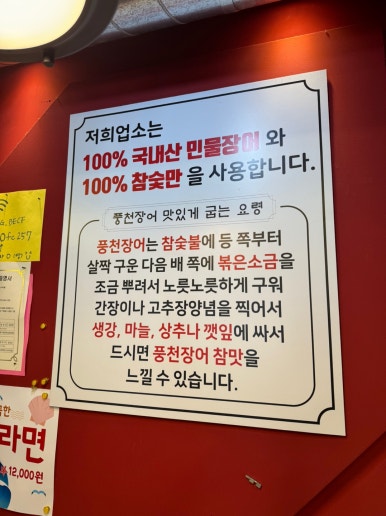 저희업소는
100% 국내산 민물장어 와
100% 참숯만 을 사용합니다.
풍천장어 맛있게 굽는 요령
풍천장어는 참숯불에 등 쪽부터
살짝 구운 다음 배 쪽에 볶은소금을
조금 뿌려서 노릇노릇하게 구워
간장이나 고추장양념을 찍어서
생강, 마늘, 상추나 깻잎에 싸서
드시면 풍천장어 참맛을
느낄 수 있습니다.
라면
12,000원